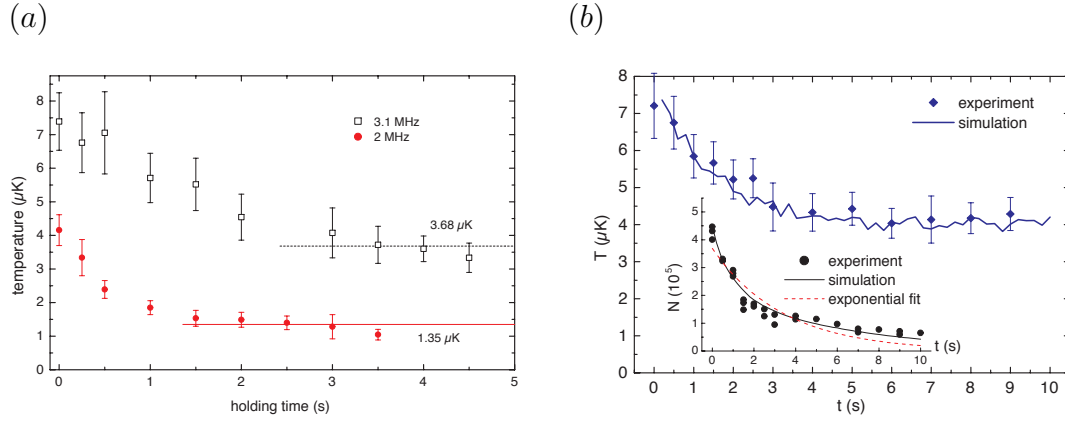 (a)
8
7
6
5
4
3
2
1
0
temperature (µK)
3.1 MHz
2 MHz
3.68 µK
1.35 µK
0 1 2 3 4 5
holding time (s)
(b)
8
7
6
5
4
3
2
1
0
T (µK)
experiment
simulation
5
4
3
2
1
0
N (10⁵)
experiment
simulation
exponential fit
0 2 4 6 8 10
t (s)
0 1 2 3 4 5 6 7 8 9 10
t (s)